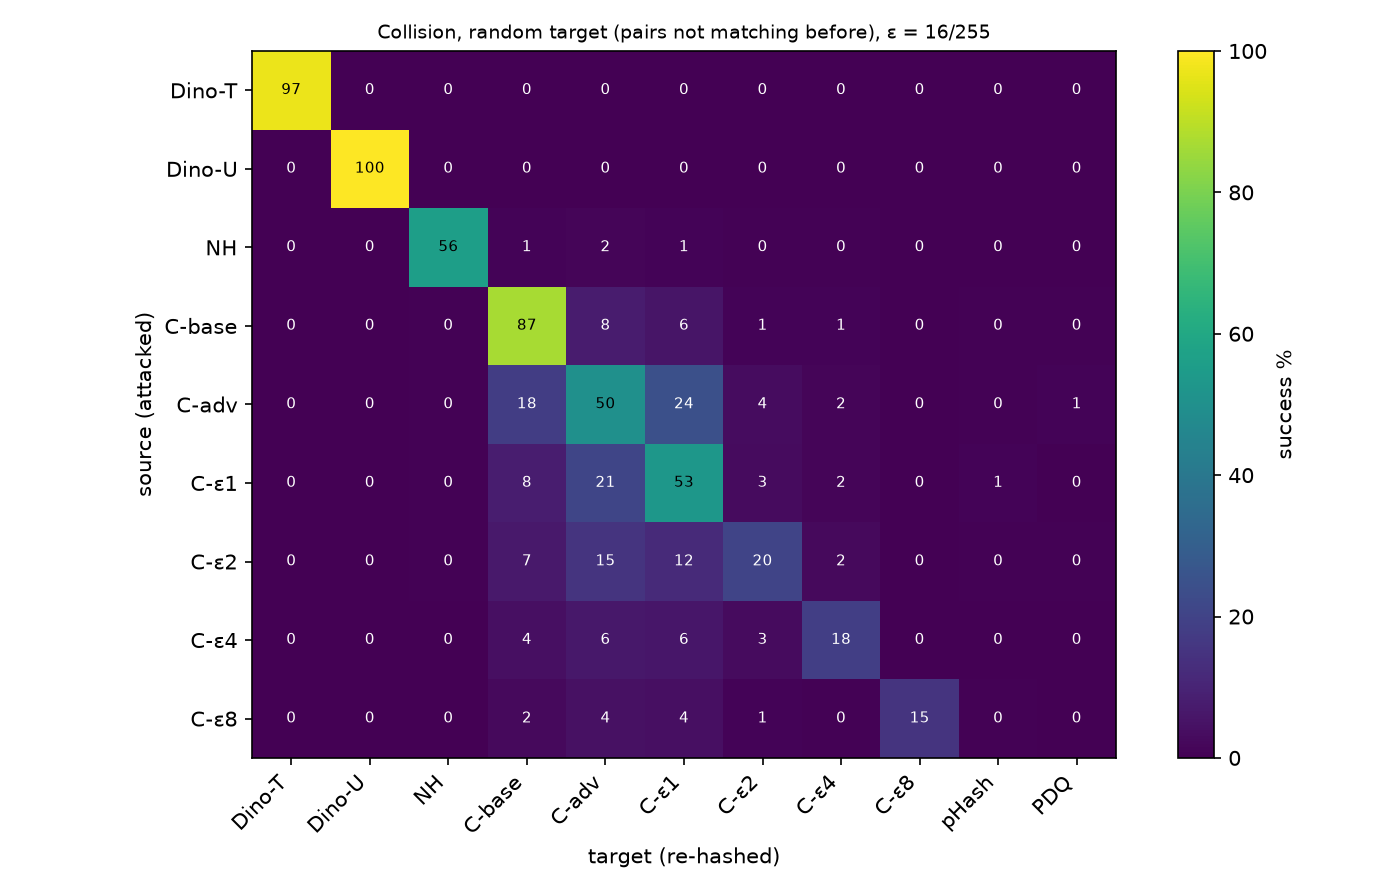 Collision, random target (pairs not matching before), ε = 16/255
source (attacked)
Dino-T 97 0 0 0 0 0 0 0 0 0 0
Dino-U 0 100 0 0 0 0 0 0 0 0 0
NH 0 0 56 1 2 1 0 0 0 0 0
C-base 0 0 0 87 8 6 1 1 0 0 0
C-adv 0 0 0 18 50 24 4 2 0 0 1
C-ε1 0 0 0 8 21 53 3 2 0 1 0
C-ε2 0 0 0 7 15 12 20 2 0 0 0
C-ε4 0 0 0 4 6 6 3 18 0 0 0
C-ε8 0 0 0 2 4 4 1 0 15 0 0
Dino-T Dino-U NH C-base C-adv C-ε1 C-ε2 C-ε4 C-ε8 pHash PDQ
target (re-hashed)
100
80
60
40
20
0
success %